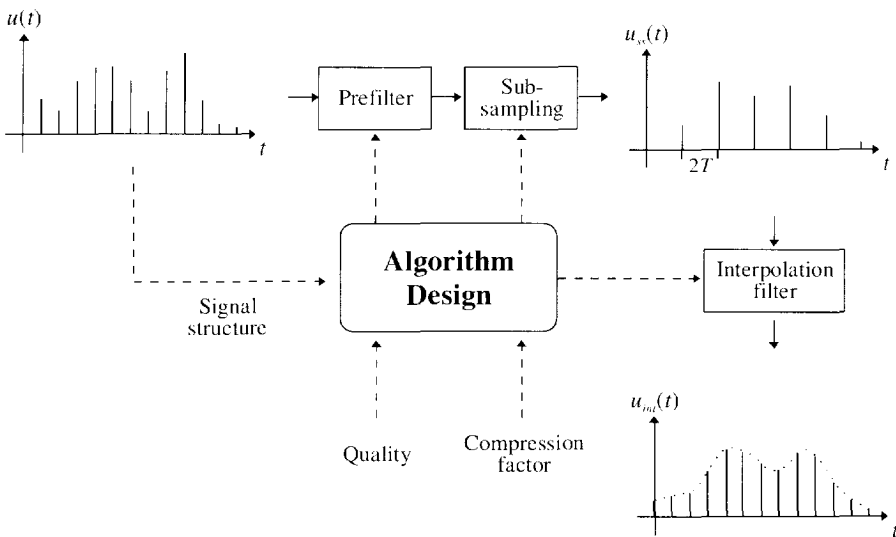 u(t)
t
Prefilter
Sub-
sampling
u_ss(t)
2T
t
Algorithm
Design
Signal
structure
Interpolation
filter
Quality
Compression
factor
u_int(t)
t